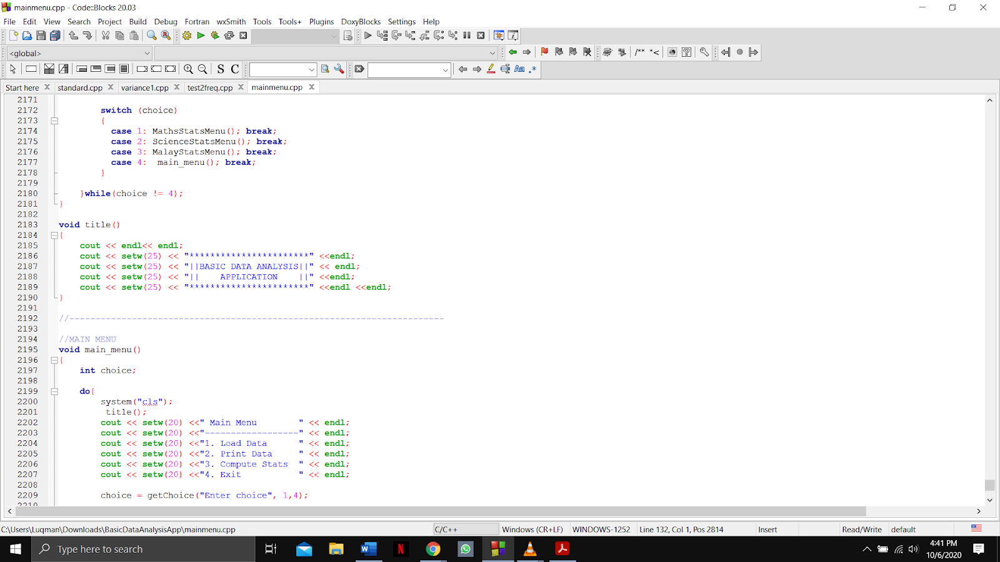 mainmenu.cpp - Code::Blocks 20.03
File Edit View Search Project Build Debug Fortran wxSmith Tools Tools+ Plugins DoxyBlocks Settings Help
<global>
/** *<
S C
Aa .*
Start here X standard.cpp X variance1.cpp X test2freq.cpp X mainmenu.cpp X
2171
2172 switch (choice)
2173 {
2174 case 1: MathsStatsMenu(); break;
2175 case 2: ScienceStatsMenu(); break;
2176 case 3: MalayStatsMenu(); break;
2177 case 4:  main_menu(); break;
2178 }
2179
2180 }while(choice != 4);
2181 }
2182
2183 void title()
2184 {
2185 cout << endl<< endl;
2186 cout << setw(25) << "***********************" <<endl;
2187 cout << setw(25) << "||BASIC DATA ANALYSIS||" << endl;
2188 cout << setw(25) << "||    APPLICATION    ||" <<endl;
2189 cout << setw(25) << "***********************" <<endl <<endl;
2190 }
2191
2192 //------------------------------------------------------------------------
2193
2194 //MAIN MENU
2195 void main_menu()
2196 {
2197 int choice;
2198
2199 do{
2200 system("cls");
2201 title();
2202 cout << setw(20) <<" Main Menu        " << endl;
2203 cout << setw(20) <<"------------------" << endl;
2204 cout << setw(20) <<"1. Load Data      " << endl;
2205 cout << setw(20) <<"2. Print Data     " << endl;
2206 cout << setw(20) <<"3. Compute Stats  " << endl;
2207 cout << setw(20) <<"4. Exit           " << endl;
2208
2209 choice = getChoice("Enter choice", 1,4);
2210
C:\Users\Luqman\Downloads\BasicDataAnalysisApp\mainmenu.cpp C/C++ Windows (CR+LF) WINDOWS-1252 Line 132, Col 1, Pos 2814 Insert Read/Write default
Type here to search
4:41 PM
10/6/2020